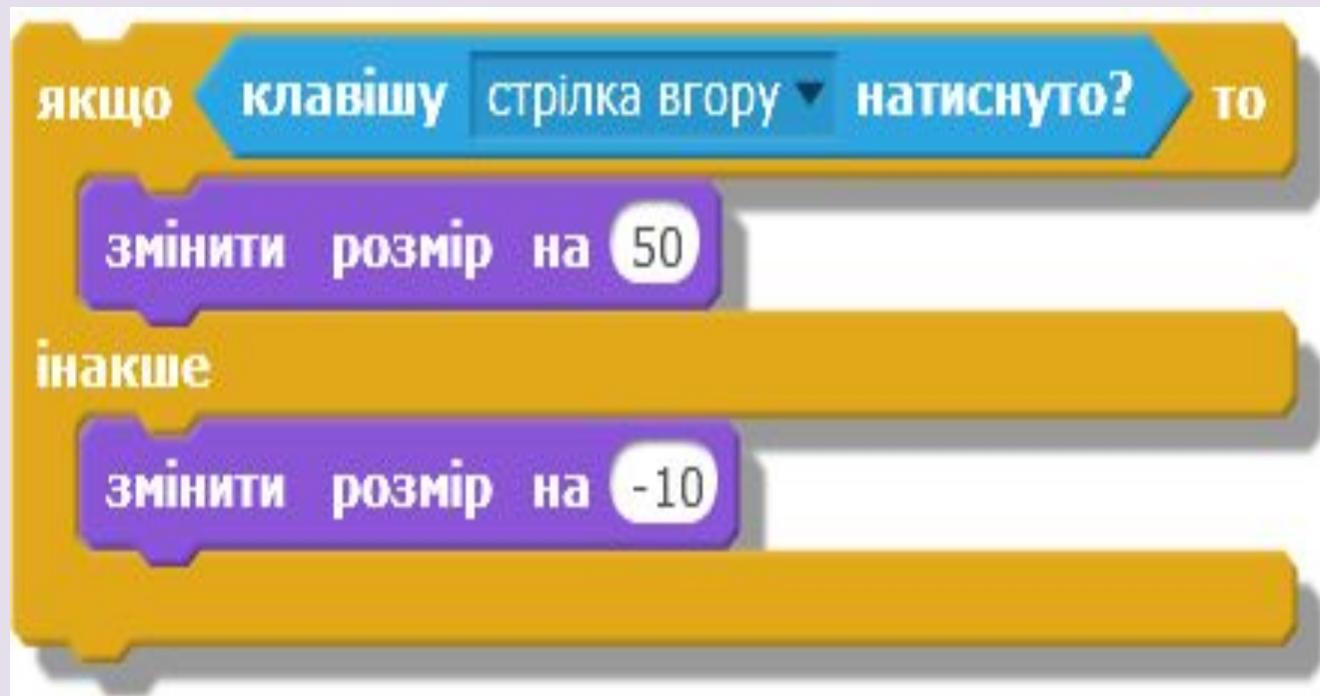 якщо клавішу стрілка вгору натиснуто? то
змінити розмір на 50
інакше
змінити розмір на -10